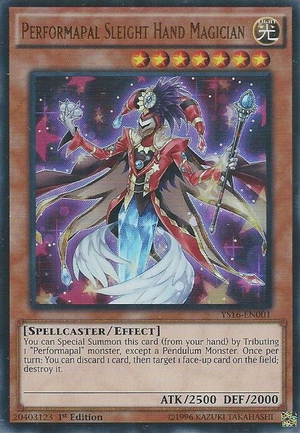 PERFORMAPAL SLEIGHT HAND MAGICIAN
LIGHT
光
YS16-EN001
[SPELLCASTER/EFFECT]
You can Special Summon this card (from your hand) by Tributing
1 "Performapal" monster, except a Pendulum Monster. Once per
turn: You can discard 1 card, then target 1 face-up card on the field;
destroy it.
ATK/2500 DEF/2000
20403123 1st Edition ©1996 KAZUKI TAKAHASHI